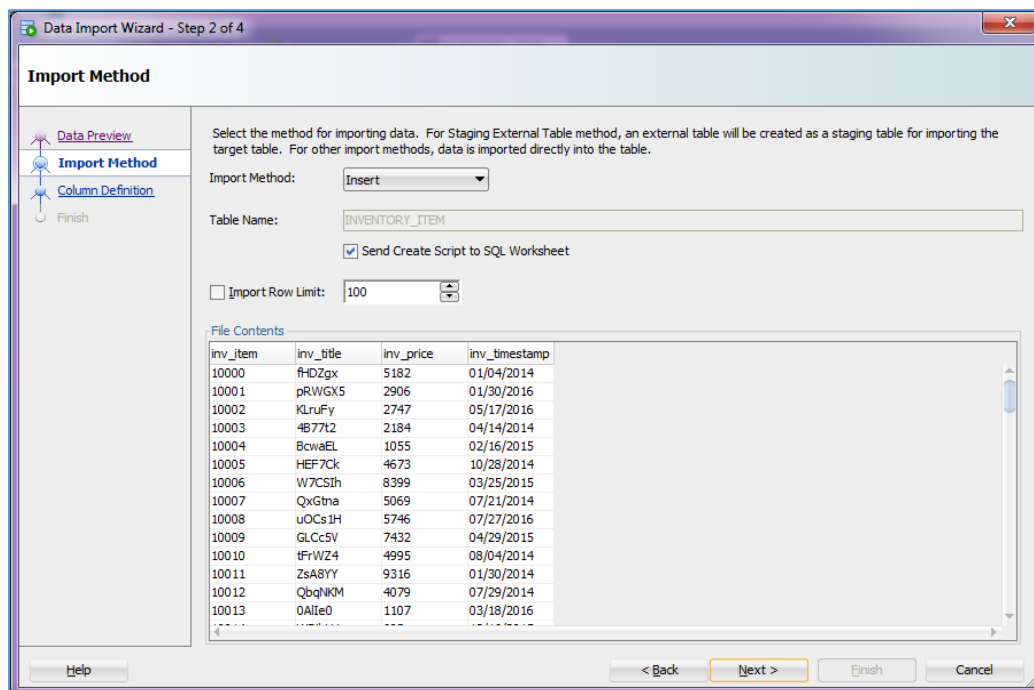 Data Import Wizard - Step 2 of 4
X
Import Method
Data Preview
Import Method
Column Definition
Finish
Select the method for importing data. For Staging External Table method, an external table will be created as a staging table for importing the
target table. For other import methods, data is imported directly into the table.
Import Method: Insert
Table Name: INVENTORY_ITEM
Send Create Script to SQL Worksheet
Import Row Limit: 100
File Contents
inv_item inv_title inv_price inv_timestamp
10000 fHDZgx 5182 01/04/2014
10001 pRWGX5 2906 01/30/2016
10002 KLruFy 2747 05/17/2016
10003 4B77t2 2184 04/14/2014
10004 BcwaEL 1055 02/16/2015
10005 HEF7Ck 4673 10/28/2014
10006 W7CSIh 8399 03/25/2015
10007 QxGtna 5069 07/21/2014
10008 uOCs1H 5746 07/27/2016
10009 GLCc5V 7432 04/29/2015
10010 tFrWZ4 4995 08/04/2014
10011 ZsA8YY 9316 01/30/2014
10012 QbqNKM 4079 07/29/2014
10013 0AlIe0 1107 03/18/2016
Help < Back Next > Finish Cancel